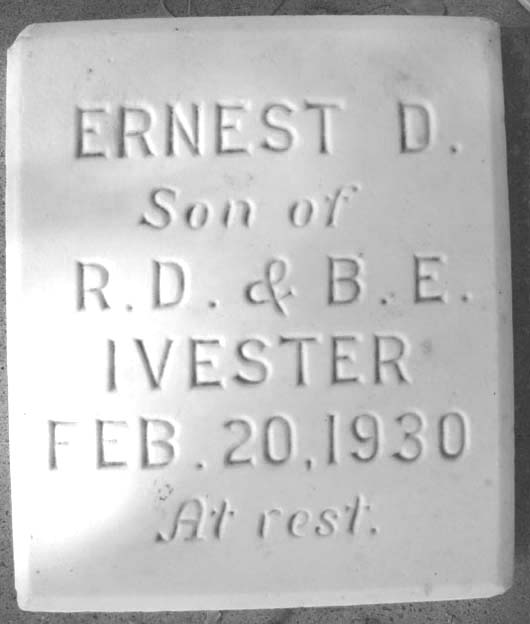 ERNEST D.
Son of
R.D. & B.E.
IVESTER
FEB. 20, 1930
At rest.